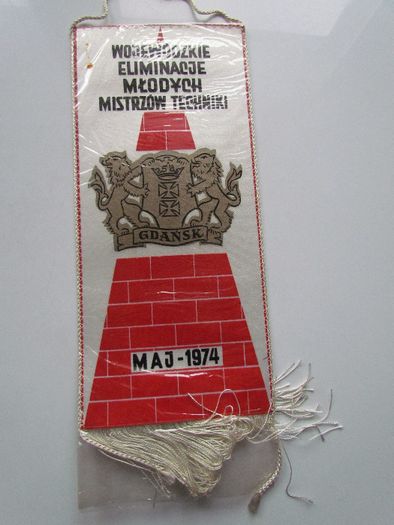 WOJEWÓDZKIE
ELIMINACJE
MŁODYCH
MISTRZÓW TECHNIKI
GDAŃSK
MAJ-1974